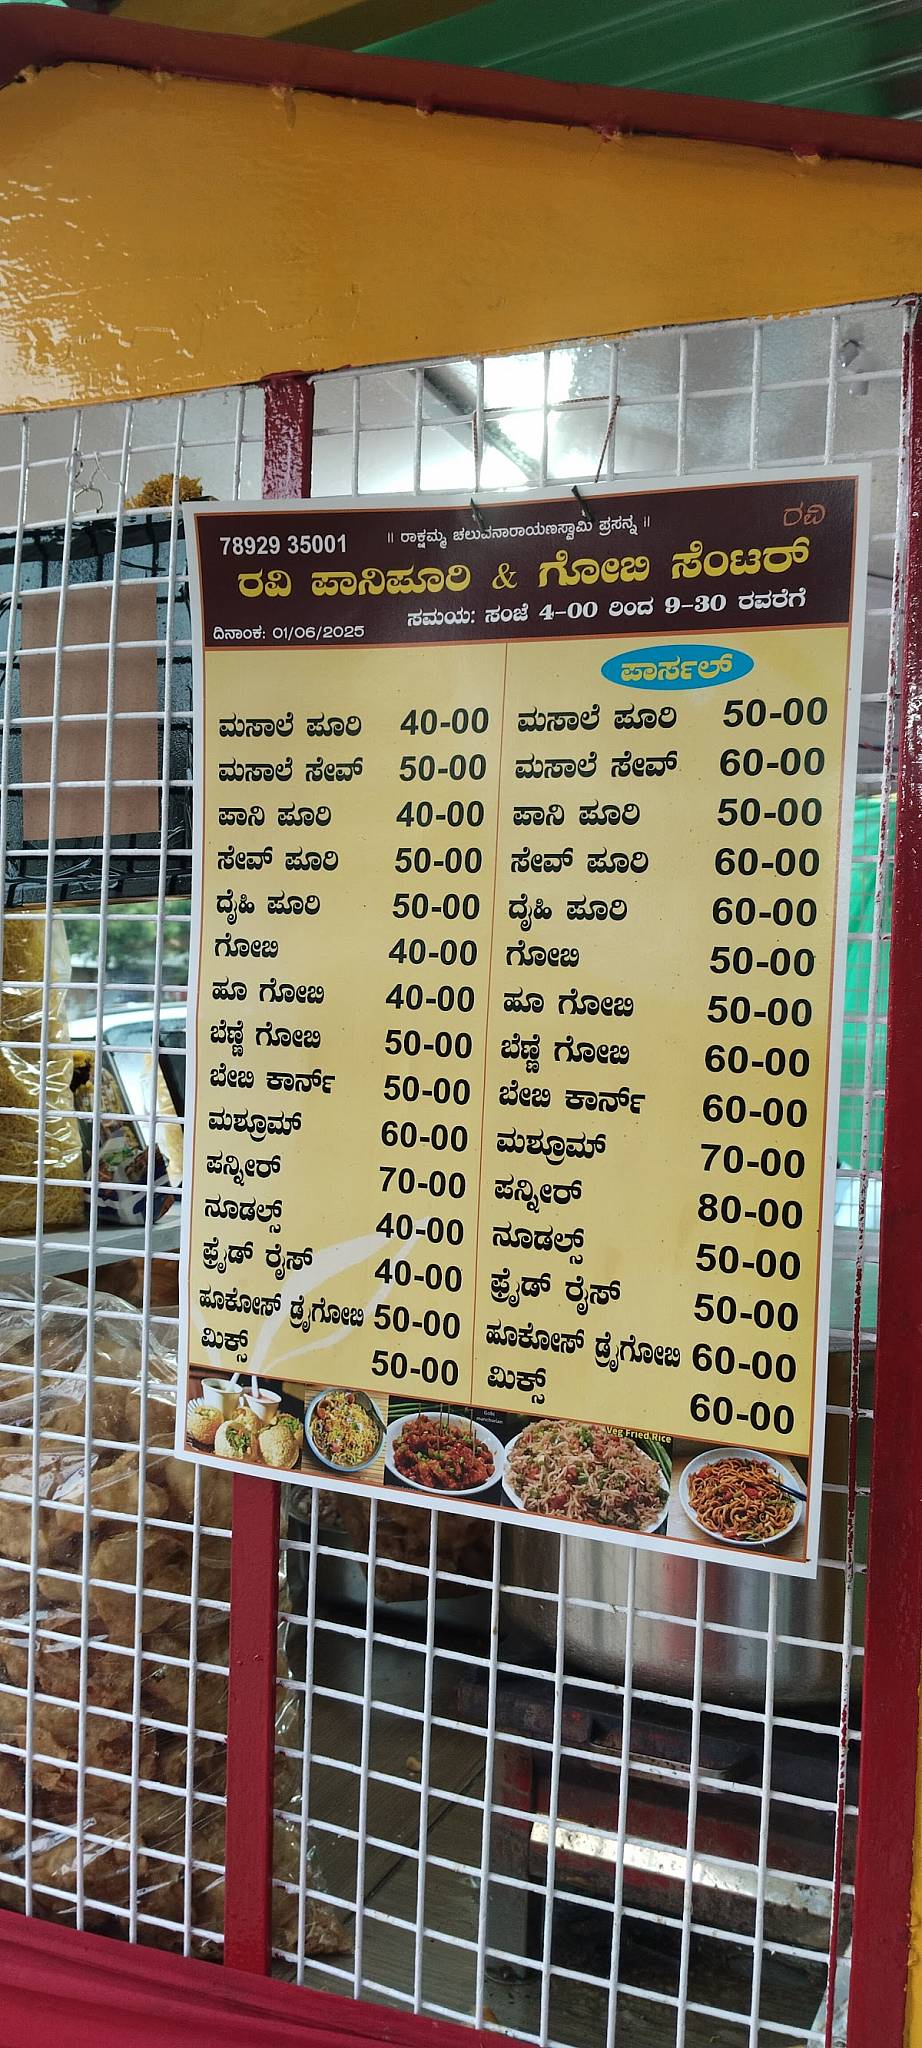 ॥ ರಾಕ್ಷಮ್ಮ ಚಲುವನಾರಾಯಣಸ್ವಾಮಿ ಪ್ರಸನ್ನ ॥
ರವಿ
78929 35001
ರವಿ ಪಾನಿಪೂರಿ & ಗೋಬಿ ಸೆಂಟರ್
ಸಮಯ: ಸಂಜೆ 4-00 ರಿಂದ 9-30 ರವರೆಗೆ
ದಿನಾಂಕ: 01/06/2025
ಮಸಾಲೆ ಪೂರಿ 40-00
ಮಸಾಲೆ ಸೇವ್ 50-00
ಪಾನಿ ಪೂರಿ 40-00
ಸೇವ್ ಪೂರಿ 50-00
ದೈಹಿ ಪೂರಿ 50-00
ಗೋಬಿ 40-00
ಹೂ ಗೋಬಿ 40-00
ಬೆಣ್ಣೆ ಗೋಬಿ 50-00
ಬೇಬಿ ಕಾರ್ನ್ 50-00
ಮಶ್ರೂಮ್ 60-00
ಪನ್ನೀರ್ 70-00
ನೂಡಲ್ಸ್ 40-00
ಫ್ರೈಡ್ ರೈಸ್ 40-00
ಹೂಕೋಸ್ ಡ್ರೈಗೋಬಿ 50-00
ಮಿಕ್ಸ್ 50-00
ಪಾರ್ಸಲ್
ಮಸಾಲೆ ಪೂರಿ 50-00
ಮಸಾಲೆ ಸೇವ್ 60-00
ಪಾನಿ ಪೂರಿ 50-00
ಸೇವ್ ಪೂರಿ 60-00
ದೈಹಿ ಪೂರಿ 60-00
ಗೋಬಿ 50-00
ಹೂ ಗೋಬಿ 50-00
ಬೆಣ್ಣೆ ಗೋಬಿ 60-00
ಬೇಬಿ ಕಾರ್ನ್ 60-00
ಮಶ್ರೂಮ್ 70-00
ಪನ್ನೀರ್ 80-00
ನೂಡಲ್ಸ್ 50-00
ಫ್ರೈಡ್ ರೈಸ್ 50-00
ಹೂಕೋಸ್ ಡ್ರೈಗೋಬಿ 60-00
ಮಿಕ್ಸ್ 60-00
Gobi
manchurian
Veg Fried Rice